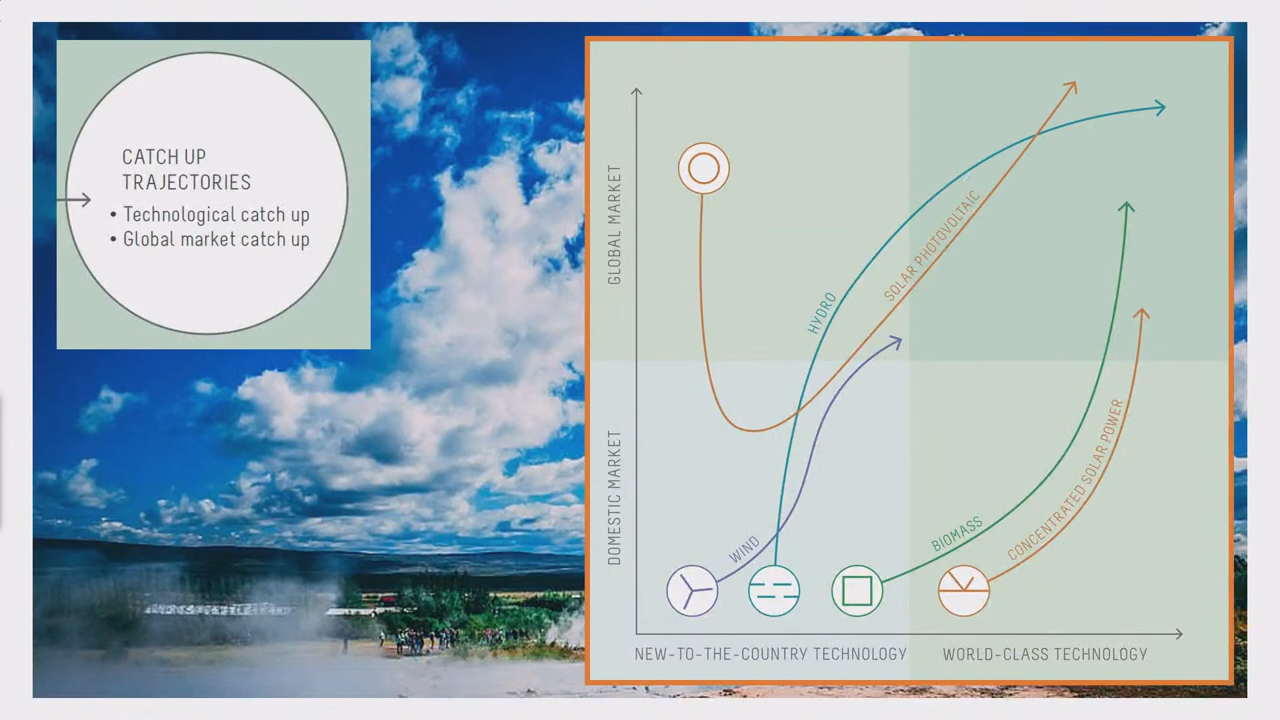 CATCH UP
TRAJECTORIES
• Technological catch up
• Global market catch up
GLOBAL MARKET
DOMESTIC MARKET
HYDRO
SOLAR PHOTOVOLTAIC
WIND
BIOMASS
CONCENTRATED SOLAR POWER
NEW-TO-THE-COUNTRY TECHNOLOGY
WORLD-CLASS TECHNOLOGY